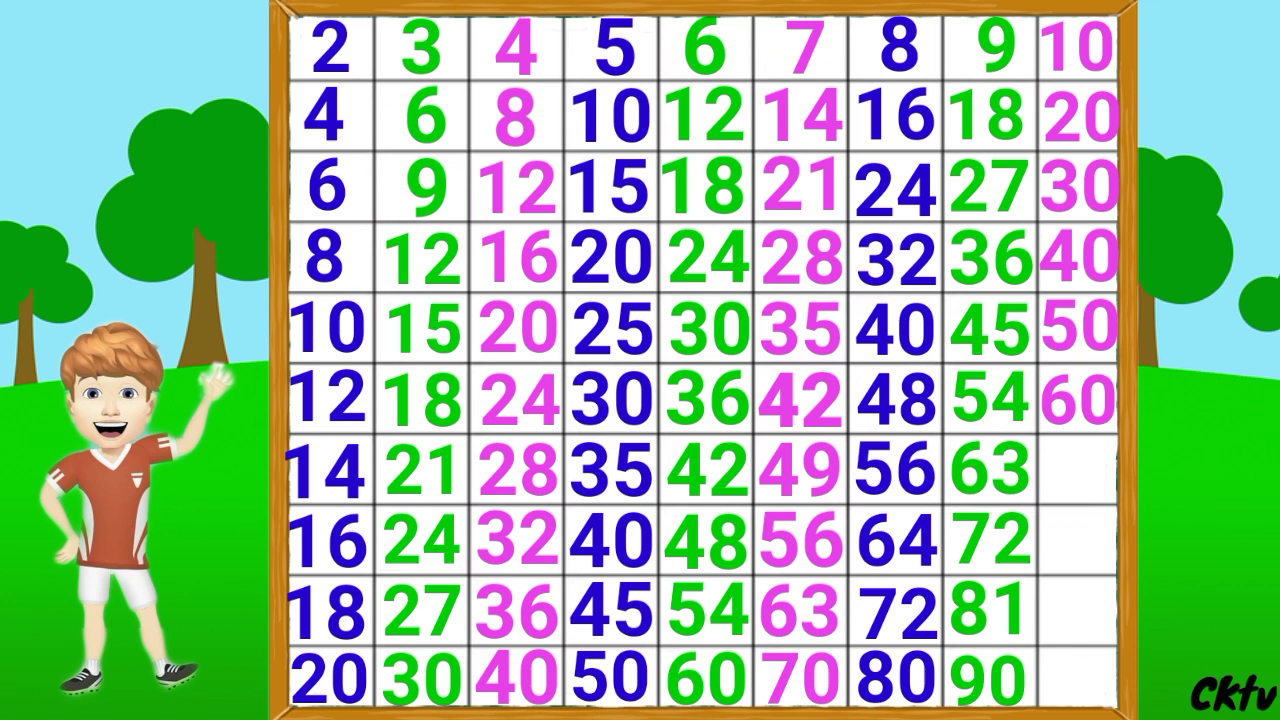 2 3 4 5 6 7 8 9 10
4 6 8 10 12 14 16 18 20
6 9 12 15 18 21 24 27 30
8 12 16 20 24 28 32 36 40
10 15 20 25 30 35 40 45 50
12 18 24 30 36 42 48 54 60
14 21 28 35 42 49 56 63
16 24 32 40 48 56 64 72
18 27 36 45 54 63 72 81
20 30 40 50 60 70 80 90
Cktv